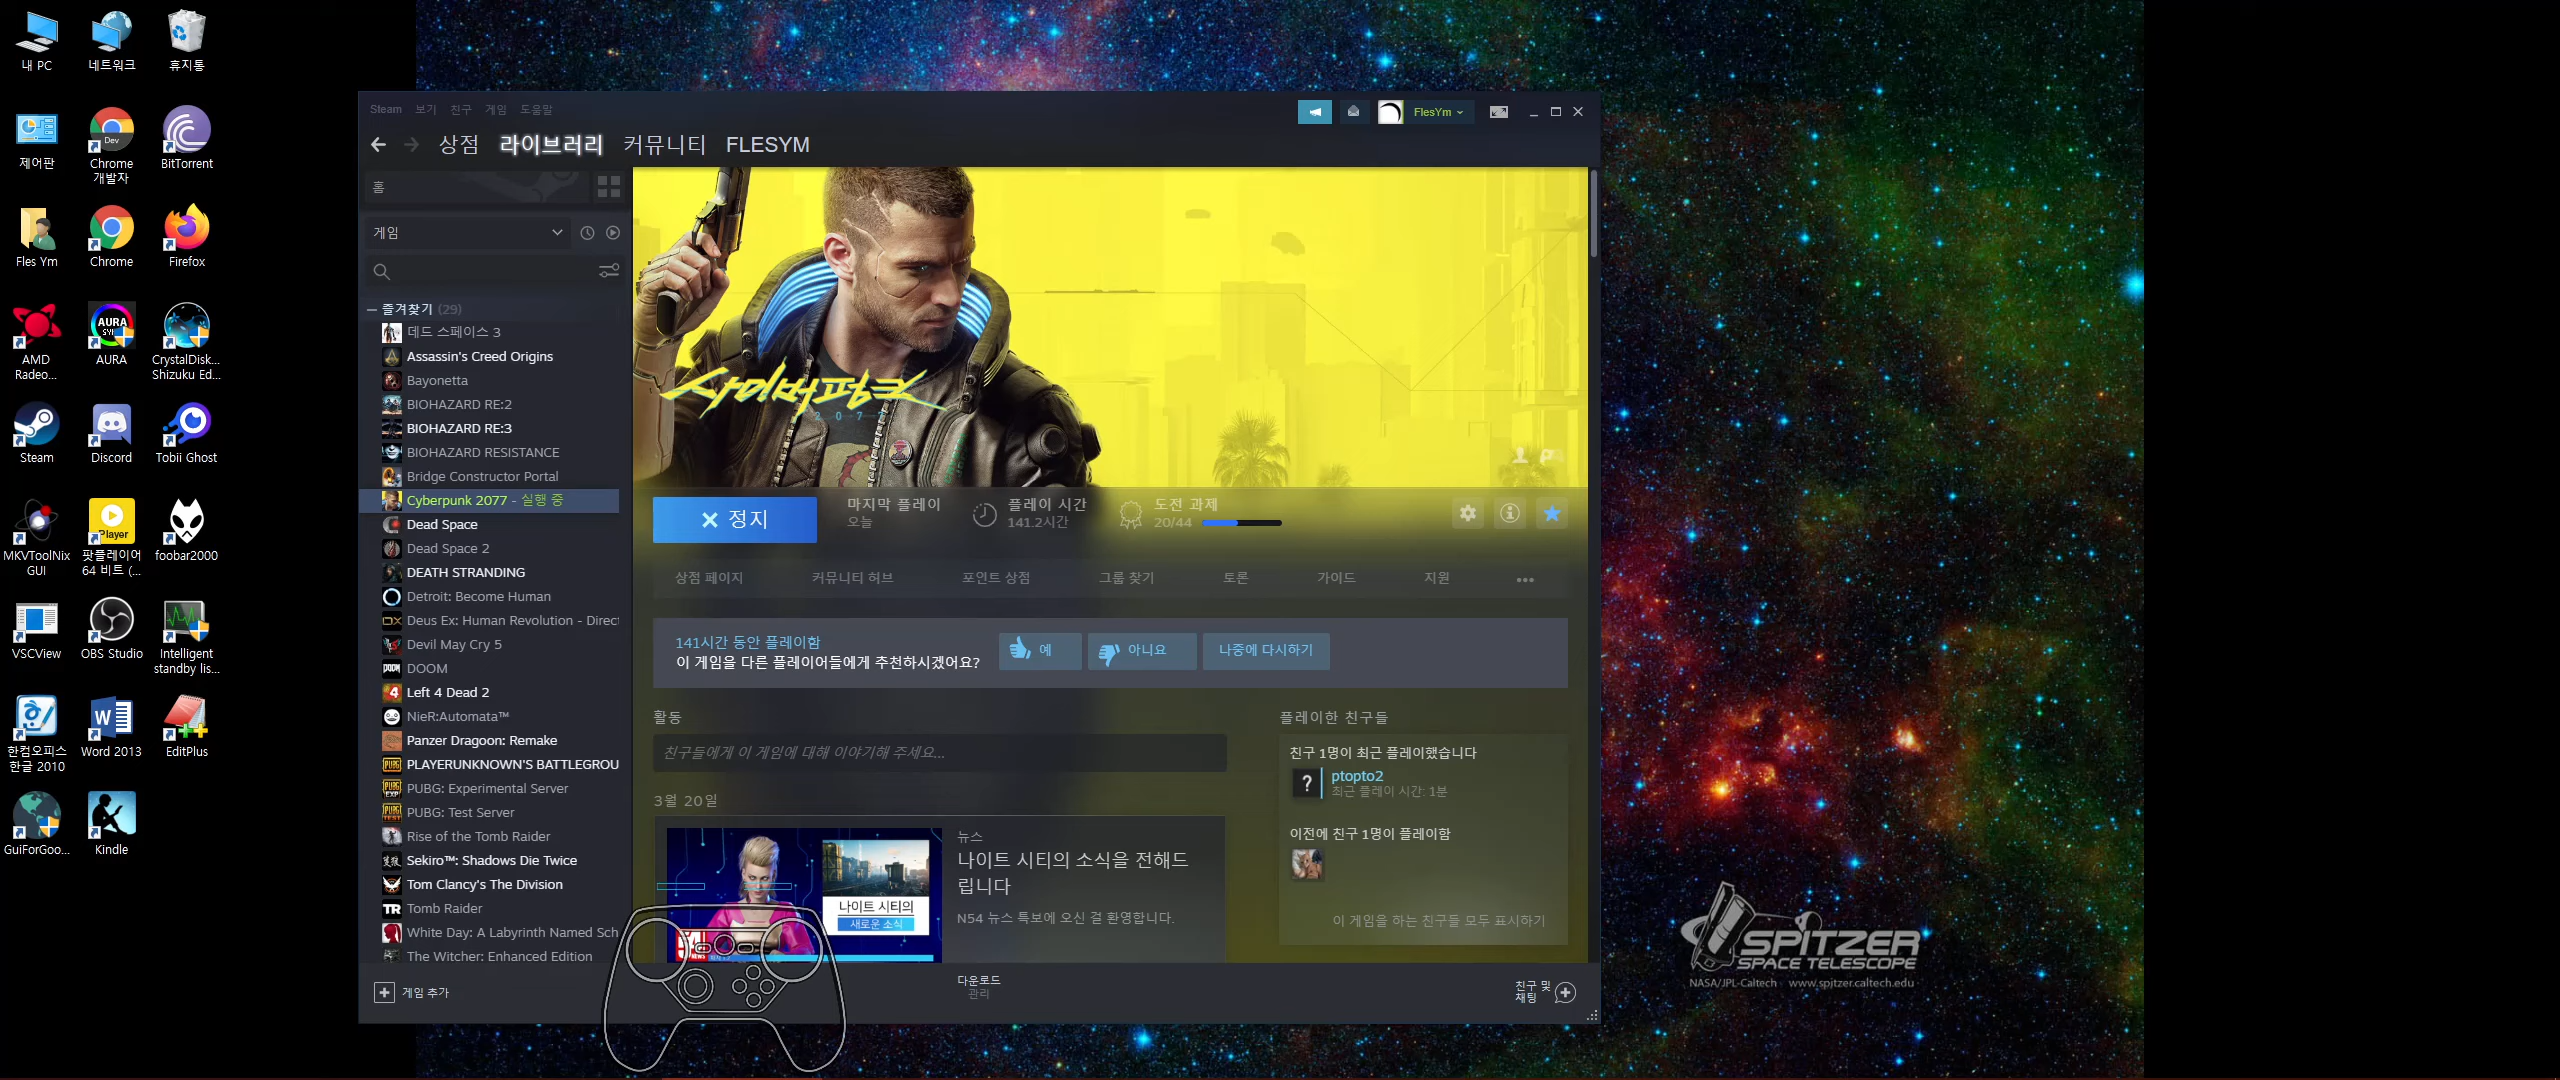 내 PC
네트워크
휴지통
제어판
Chrome
개발자
BitTorrent
Fles Ym
Chrome
Firefox
AMD
Radeo...
AURA
CrystalDisk...
Shizuku Ed...
Steam
Discord
Tobii Ghost
MKVToolNix
GUI
팟플레이어
64 비트 (...
foobar2000
VSCView
OBS Studio
Intelligent
standby lis...
한컴오피스
한글 2010
Word 2013
EditPlus
GuiForGoo...
Kindle
Steam 보기 친구 게임 도움말
FlesYm
상점 라이브러리 커뮤니티 FLESYM
홈
게임
즐겨찾기 (29)
데드 스페이스 3
Assassin's Creed Origins
Bayonetta
BIOHAZARD RE:2
BIOHAZARD RE:3
BIOHAZARD RESISTANCE
Bridge Constructor Portal
Cyberpunk 2077 - 실행 중
Dead Space
Dead Space 2
DEATH STRANDING
Detroit: Become Human
Deus Ex: Human Revolution - Direc
Devil May Cry 5
DOOM
Left 4 Dead 2
NieR:Automata™
Panzer Dragoon: Remake
PLAYERUNKNOWN'S BATTLEGROU
PUBG: Experimental Server
PUBG: Test Server
Rise of the Tomb Raider
Sekiro™: Shadows Die Twice
Tom Clancy's The Division
Tomb Raider
White Day: A Labyrinth Named Sch
The Witcher: Enhanced Edition
게임 추가
사이버펑크
2077
정지
마지막 플레이
오늘
플레이 시간
141.2시간
도전 과제
20/44
상점 페이지 커뮤니티 허브 포인트 상점 그룹 찾기 토론 가이드 지원
141시간 동안 플레이함
이 게임을 다른 플레이어들에게 추천하시겠어요?
예 아니요 나중에 다시하기
활동
친구들에게 이 게임에 대해 이야기해 주세요...
3월 20일
나이트 시티의
새로운 소식
뉴스
나이트 시티의 소식을 전해드
립니다
N54 뉴스 특보에 오신 걸 환영합니다.
플레이한 친구들
친구 1명이 최근 플레이했습니다
ptopto2
최근 플레이 시간: 1분
이전에 친구 1명이 플레이함
이 게임을 하는 친구들 모두 표시하기
다운로드
관리
친구 및
채팅
SPITZER
SPACE TELESCOPE
NASA/JPL-Caltech www.spitzer.caltech.edu